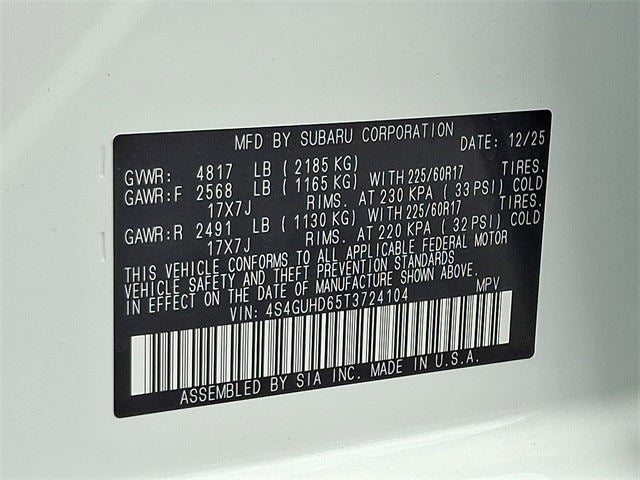 MFD BY SUBARU CORPORATION DATE: 12/25
GVWR: 4817 LB ( 2185 KG)
GAWR:F 2568 LB ( 1165 KG) WITH 225/60R17 TIRES.
17X7J RIMS. AT 230 KPA ( 33 PSI) COLD
GAWR:R 2491 LB ( 1130 KG) WITH 225/60R17 TIRES.
17X7J RIMS. AT 220 KPA ( 32 PSI) COLD
THIS VEHICLE CONFORMS TO ALL APPLICABLE FEDERAL MOTOR
VEHICLE SAFETY AND THEFT PREVENTION STANDARDS
IN EFFECT ON THE DATE OF MANUFACTURE SHOWN ABOVE.
VIN: 4S4GUHD65T3724104 MPV
ASSEMBLED BY SIA INC. MADE IN U.S.A.